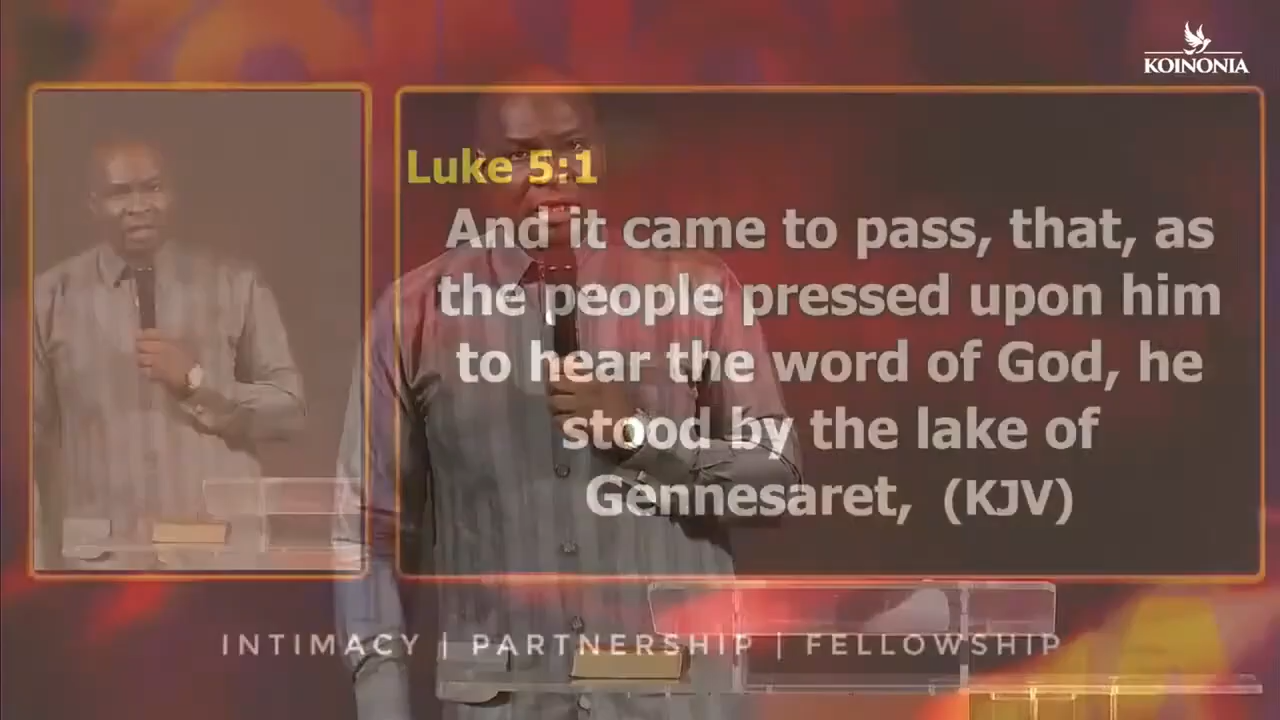 KOINONIA
Luke 5:1
And it came to pass, that, as
the people pressed upon him
to hear the word of God, he
stood by the lake of
Gennesaret, (KJV)
INTIMACY | PARTNERSHIP | FELLOWSHIP